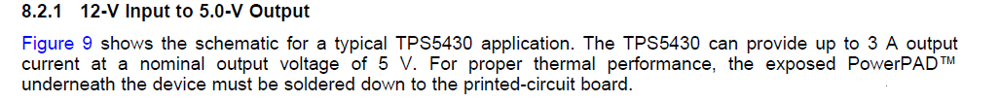 8.2.1 12-V Input to 5.0-V Output
Figure 9 shows the schematic for a typical TPS5430 application. The TPS5430 can provide up to 3 A output
current at a nominal output voltage of 5 V. For proper thermal performance, the exposed PowerPAD™
underneath the device must be soldered down to the printed-circuit board.